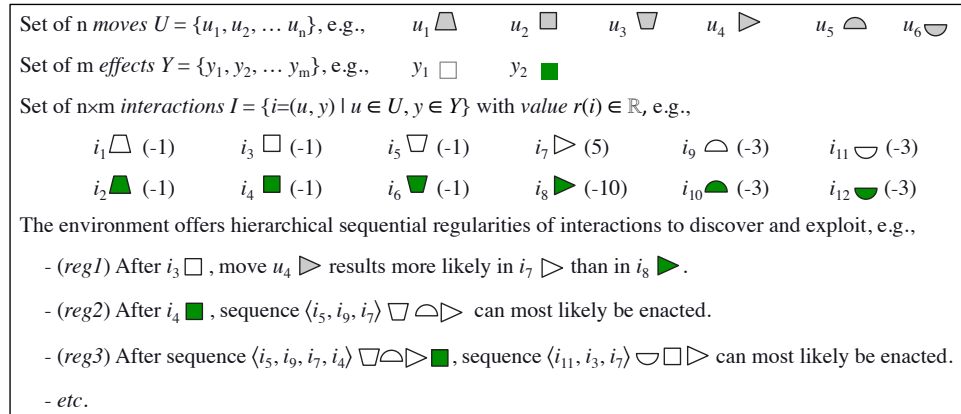 Set of n moves U = {u₁, u₂, … uₙ}, e.g., u₁ u₂ u₃ u₄ u₅ u₆
Set of m effects Y = {y₁, y₂, … yₘ}, e.g., y₁ y₂
Set of n×m interactions I = {i=(u, y) | u ∈ U, y ∈ Y} with value r(i) ∈ ℝ, e.g.,
i₁ (-1) i₃ (-1) i₅ (-1) i₇ (5) i₉ (-3) i₁₁ (-3)
i₂ (-1) i₄ (-1) i₆ (-1) i₈ (-10) i₁₀ (-3) i₁₂ (-3)
The environment offers hierarchical sequential regularities of interactions to discover and exploit, e.g.,
- (reg1) After i₃ , move u₄ results more likely in i₇ than in i₈ .
- (reg2) After i₄ , sequence ⟨i₅, i₉, i₇⟩ can most likely be enacted.
- (reg3) After sequence ⟨i₅, i₉, i₇, i₄⟩ , sequence ⟨i₁₁, i₃, i₇⟩ can most likely be enacted.
- etc.